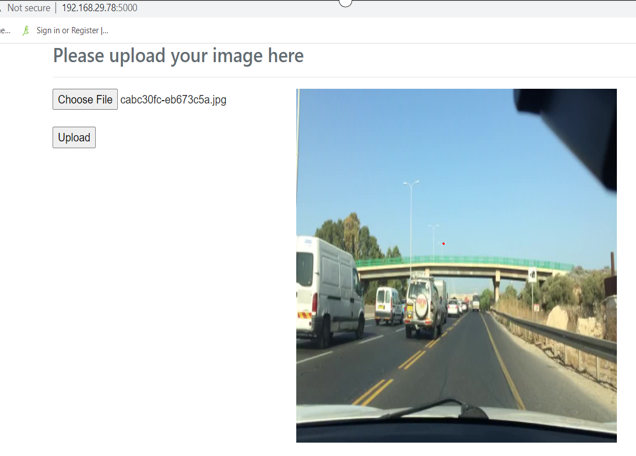 Not secure | 192.168.29.78:5000
e... Sign in or Register |...
Please upload your image here
Choose File cabc30fc-eb673c5a.jpg
Upload